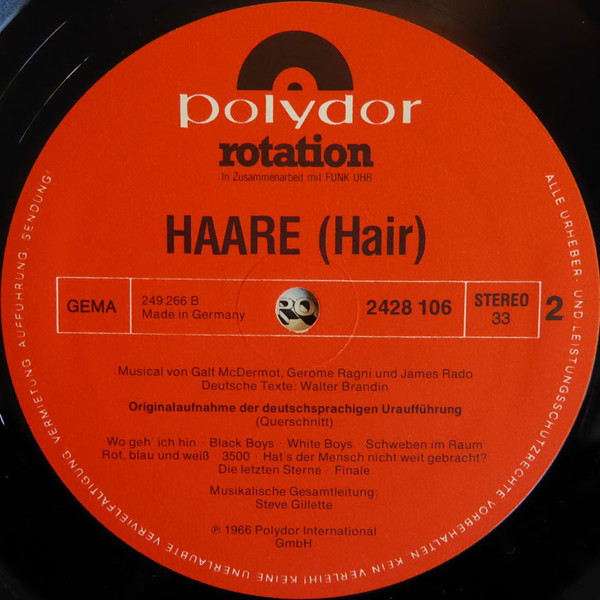 polydor
rotation
In Zusammenarbeit mit FUNK UHR
HAARE (Hair)
GEMA
249 266 B
Made in Germany
RO
2428 106
STEREO
33
2
Musical von Galt McDermot, Gerome Ragni und James Rado
Deutsche Texte: Walter Brandin
Originalaufnahme der deutschsprachigen Uraufführung
(Querschnitt)
Wo geh' ich hin · Black Boys · White Boys · Schweben im Raum
Rot, blau und weiß · 3500 · Hat's der Mensch nicht weit gebracht?
Die letzten Sterne · Finale
Musikalische Gesamtleitung:
Steve Gillette
℗ 1966 Polydor International
GmbH
ALLE URHEBER- UND LEISTUNGSSCHUTZRECHTE VORBEHALTEN KEIN VERLEIH! KEINE UNERLAUBTE VERVIELFÄLTIGUNG, VERMIETUNG, AUFFÜHRUNG, SENDUNG!